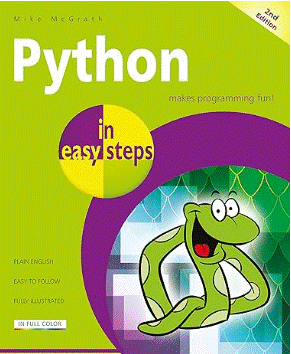 Mike McGrath
2nd
Edition
Python
makes programming fun!
in
easy steps
PLAIN ENGLISH
EASY TO FOLLOW
FULLY ILLUSTRATED
IN FULL COLOR